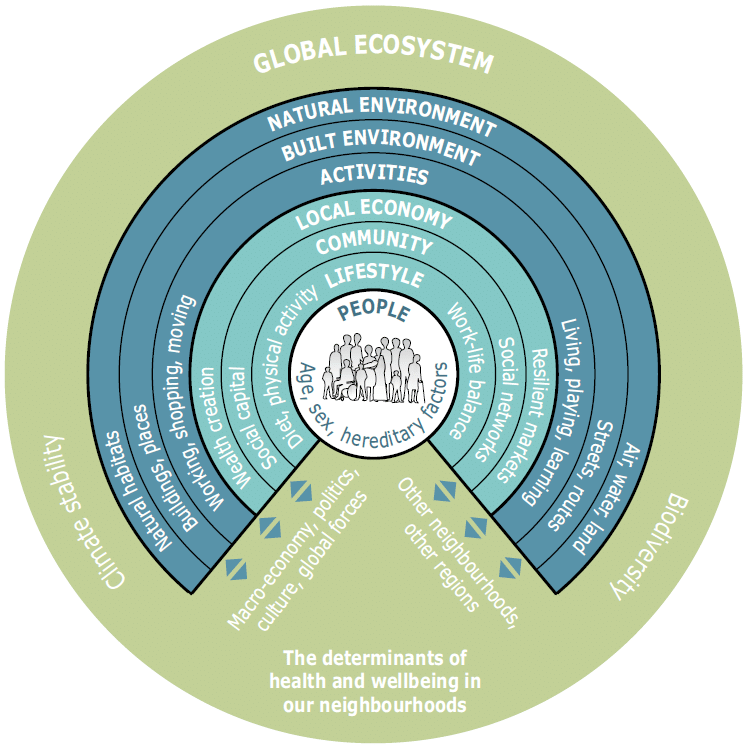 GLOBAL ECOSYSTEM
NATURAL ENVIRONMENT
BUILT ENVIRONMENT
ACTIVITIES
LOCAL ECONOMY
COMMUNITY
LIFESTYLE
PEOPLE
Age, sex, hereditary factors
Diet, physical activity
Work-life balance
Social capital
Social networks
Wealth creation
Resilient markets
Working, shopping, moving
Living, playing, learning
Buildings, places
Streets, routes
Natural habitats
Air, water, land
Climate stability
Biodiversity
Macro-economy, politics,
culture, global forces
Other neighbourhoods,
other regions
The determinants of
health and wellbeing in
our neighbourhoods